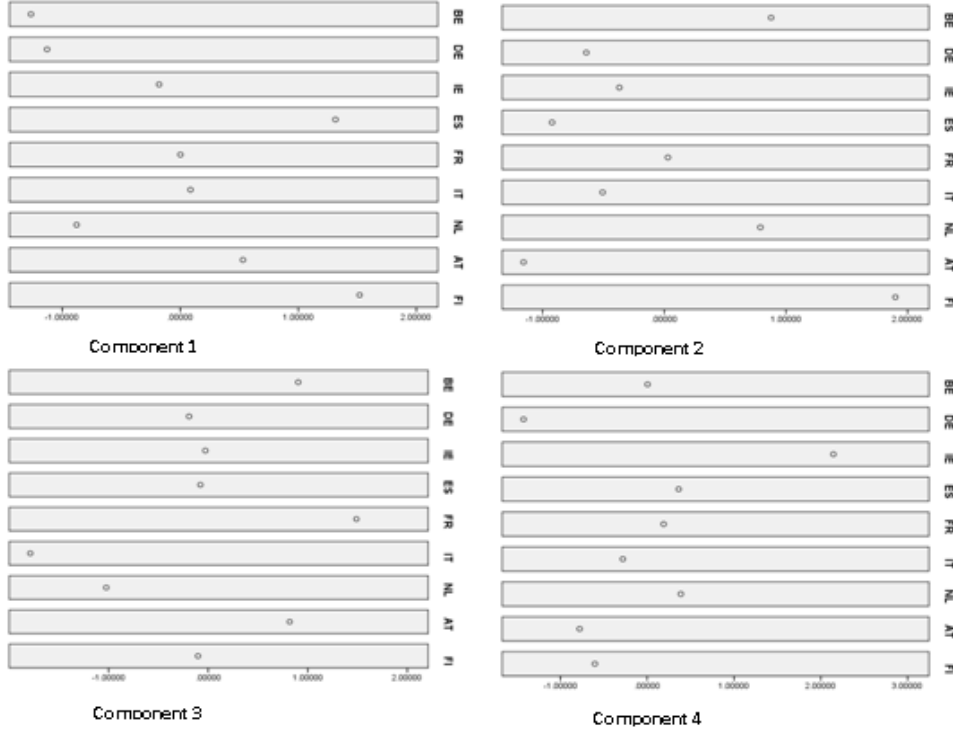 BE
DE
IE
ES
FR
IT
NL
AT
FI
-1.00000 .00000 1.00000 2.00000
Component 1
BE
DE
IE
ES
FR
IT
NL
AT
FI
-1.00000 .00000 1.00000 2.00000
Component 2
BE
DE
IE
ES
FR
IT
NL
AT
FI
-1.00000 .00000 1.00000 2.00000
Component 3
BE
DE
IE
ES
FR
IT
NL
AT
FI
-1.00000 .00000 1.00000 2.00000 3.00000
Component 4